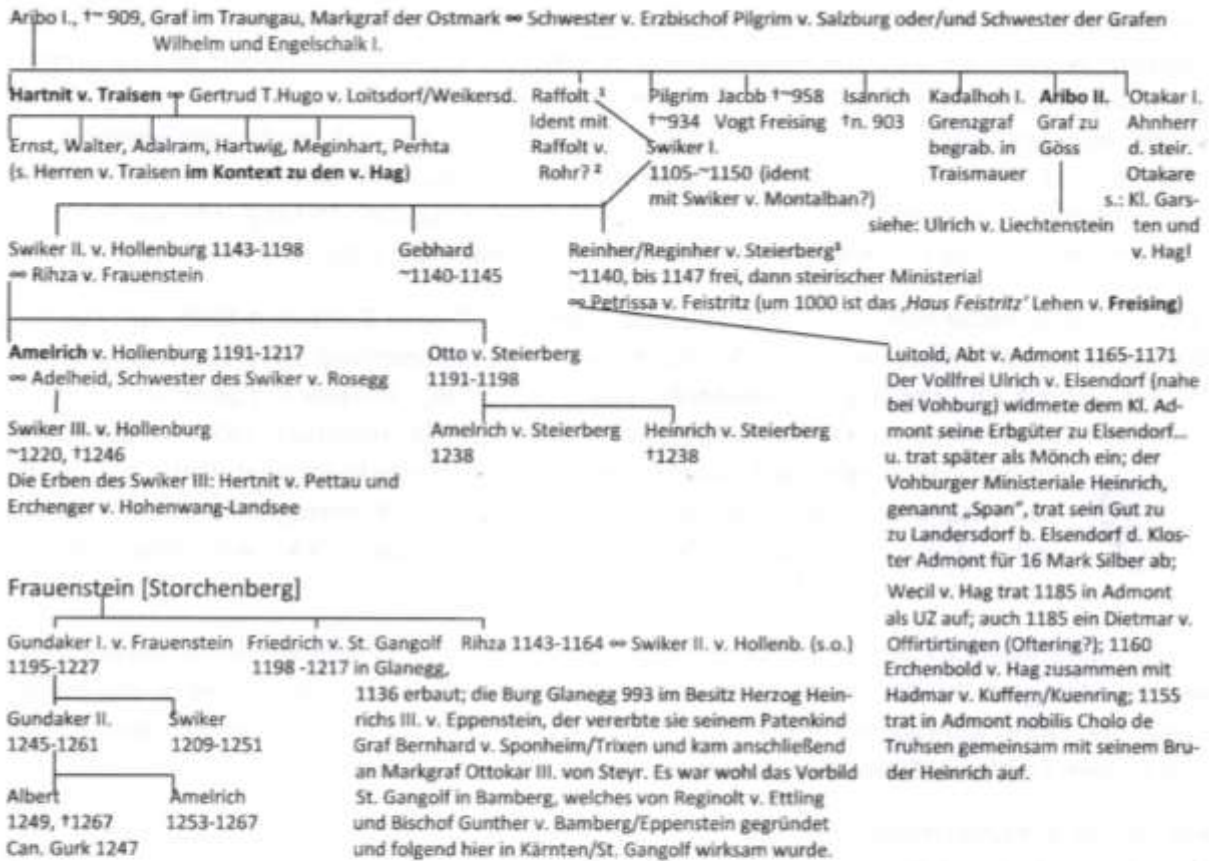 Aribo I., †~ 909, Graf im Traungau, Markgraf der Ostmark ⚭ Schwester v. Erzbischof Pilgrim v. Salzburg oder/und Schwester der Grafen
Wilhelm und Engelschalk I.
Hartnit v. Traisen ⚭ Gertrud T.Hugo v. Loitsdorf/Weikersd.
Ernst, Walter, Adalram, Hartwig, Meginhart, Perhta
(s. Herren v. Traisen im Kontext zu den v. Hag)
Raffolt ¹
Ident mit
Raffolt v.
Rohr? ²
Pilgrim
†~934
Jacob †~958
Vogt Freising
Isanrich
†n. 903
Kadalhoh I.
Grenzgraf
begrab. in
Traismauer
Aribo II.
Graf zu
Göss
Otakar I.
Ahnherr
d. steir.
Otakare
s.: Kl. Gars-
ten und
v. Hag!
Swiker I.
1105-~1150 (ident
mit Swiker v. Montalban?)
siehe: Ulrich v. Liechtenstein
Swiker II. v. Hollenburg 1143-1198
⚭ Rihza v. Frauenstein
Gebhard
~1140-1145
Reinher/Reginher v. Steierberg³
~1140, bis 1147 frei, dann steirischer Ministerial
⚭ Petrissa v. Feistritz (um 1000 ist das ‚Haus Feistritz' Lehen v. Freising)
Amelrich v. Hollenburg 1191-1217
⚭ Adelheid, Schwester des Swiker v. Rosegg
Otto v. Steierberg
1191-1198
Swiker III. v. Hollenburg
~1220, †1246
Die Erben des Swiker III: Hertnit v. Pettau und
Erchenger v. Hohenwang-Landsee
Amelrich v. Steierberg
1238
Heinrich v. Steierberg
†1238
Luitold, Abt v. Admont 1165-1171
Der Vollfrei Ulrich v. Elsendorf (nahe
bei Vohburg) widmete dem Kl. Ad-
mont seine Erbgüter zu Elsendorf...
u. trat später als Mönch ein; der
Vohburger Ministeriale Heinrich,
genannt „Span“, trat sein Gut zu
zu Landersdorf b. Elsendorf d. Klos-
ter Admont für 16 Mark Silber ab;
Wecil v. Hag trat 1185 in Admont
als UZ auf; auch 1185 ein Dietmar v.
Offirtirtingen (Oftering?); 1160
Erchenbold v. Hag zusammen mit
Hadmar v. Kuffern/Kuenring; 1155
trat in Admont nobilis Cholo de
Truhsen gemeinsam mit seinem Bru-
der Heinrich auf.
Frauenstein [Storchenberg]
Gundaker I. v. Frauenstein
1195-1227
Friedrich v. St. Gangolf
1198 -1217 in Glanegg,
Rihza 1143-1164 ⚭ Swiker II. v. Hollenb. (s.o.)
1136 erbaut; die Burg Glanegg 993 im Besitz Herzog Hein-
richs III. v. Eppenstein, der vererbte sie seinem Patenkind
Graf Bernhard v. Sponheim/Trixen und kam anschließend
an Markgraf Ottokar III. von Steyr. Es war wohl das Vorbild
St. Gangolf in Bamberg, welches von Reginolt v. Ettling
und Bischof Gunther v. Bamberg/Eppenstein gegründet
und folgend hier in Kärnten/St. Gangolf wirksam wurde.
Gundaker II.
1245-1261
Swiker
1209-1251
Albert
1249, †1267
Can. Gurk 1247
Amelrich
1253-1267